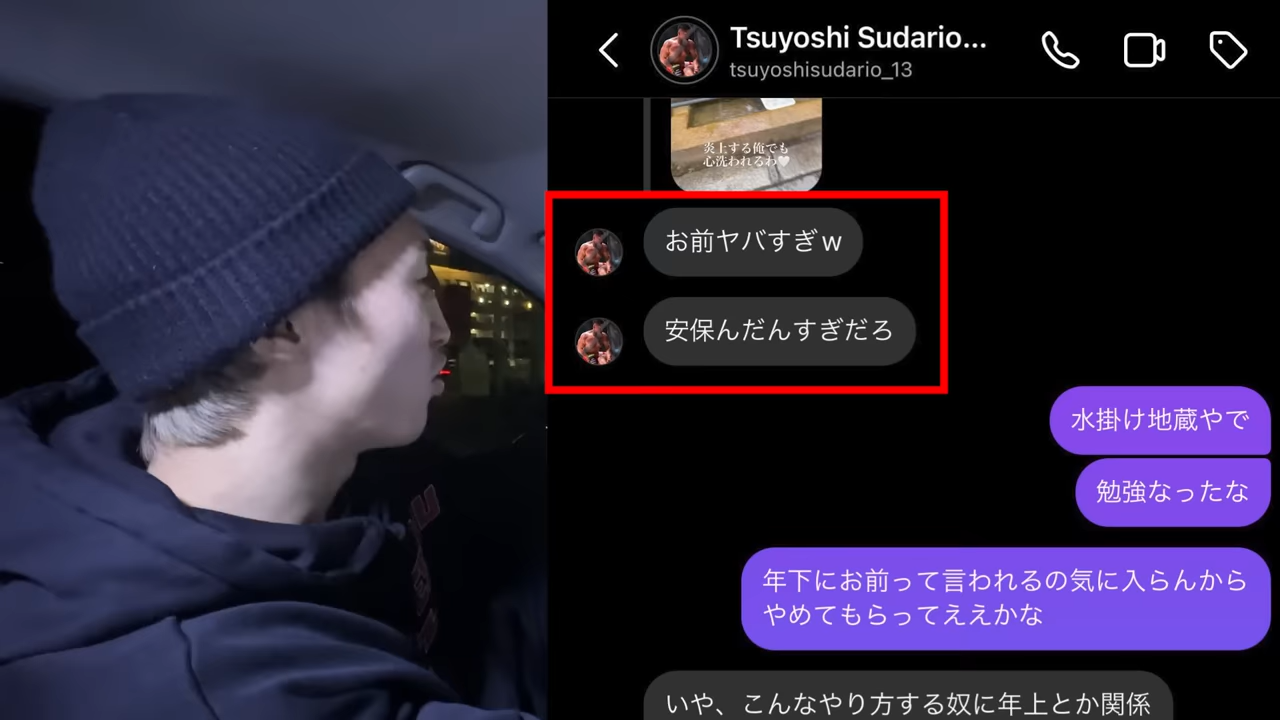 Tsuyoshi Sudario...
tsuyoshisudario_13
炎上する俺でも
心洗われるわ🤍
お前ヤバすぎw
安保んだんすぎだろ
水掛け地蔵やで
勉強なったな
年下にお前って言われるの気に入らんから
やめてもらってええかな
いや、こんなやり方する奴に年上とか関係